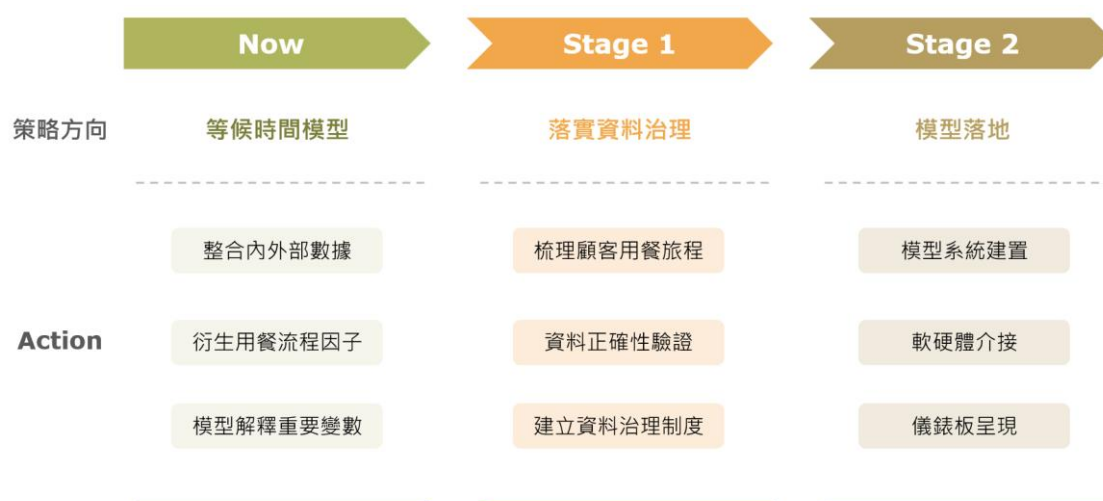 Now
Stage 1
Stage 2
策略方向
等候時間模型
落實資料治理
模型落地
整合內外部數據
梳理顧客用餐旅程
模型系統建置
Action
衍生用餐流程因子
資料正確性驗證
軟硬體介接
模型解釋重要變數
建立資料治理制度
儀錶板呈現